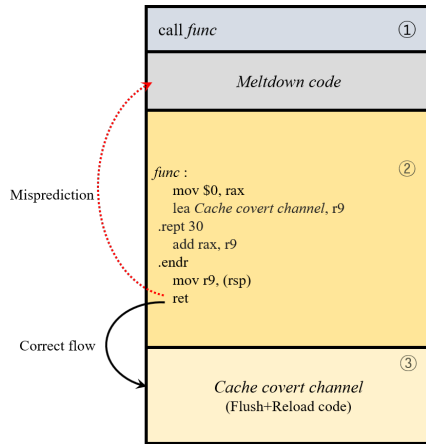 call func
①
Meltdown code
②
func :
mov $0, rax
lea Cache covert channel, r9
.rept 30
add rax, r9
.endr
mov r9, (rsp)
ret
Misprediction
Correct flow
③
Cache covert channel
(Flush+Reload code)